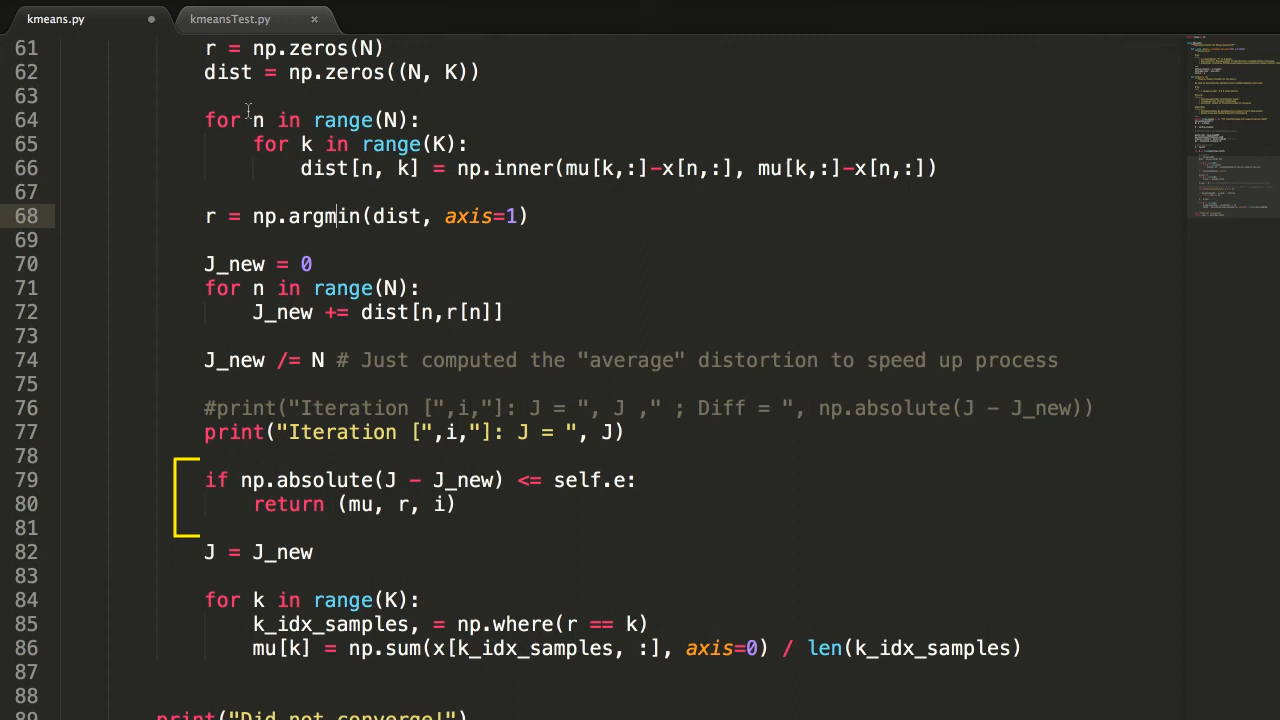 kmeans.py
kmeansTest.py ×
61 r = np.zeros(N)
62 dist = np.zeros((N, K))
63
64 for n in range(N):
65 for k in range(K):
66 dist[n, k] = np.inner(mu[k,:]-x[n,:], mu[k,:]-x[n,:])
67
68 r = np.argmin(dist, axis=1)
69
70 J_new = 0
71 for n in range(N):
72 J_new += dist[n,r[n]]
73
74 J_new /= N # Just computed the "average" distortion to speed up process
75
76 #print("Iteration [",i,"]: J = ", J ," ; Diff = ", np.absolute(J - J_new))
77 print("Iteration [",i,"]: J = ", J)
78
79 if np.absolute(J - J_new) <= self.e:
80 return (mu, r, i)
81
82 J = J_new
83
84 for k in range(K):
85 k_idx_samples, = np.where(r == k)
86 mu[k] = np.sum(x[k_idx_samples, :], axis=0) / len(k_idx_samples)
87
88
89 print("Did not converge!")